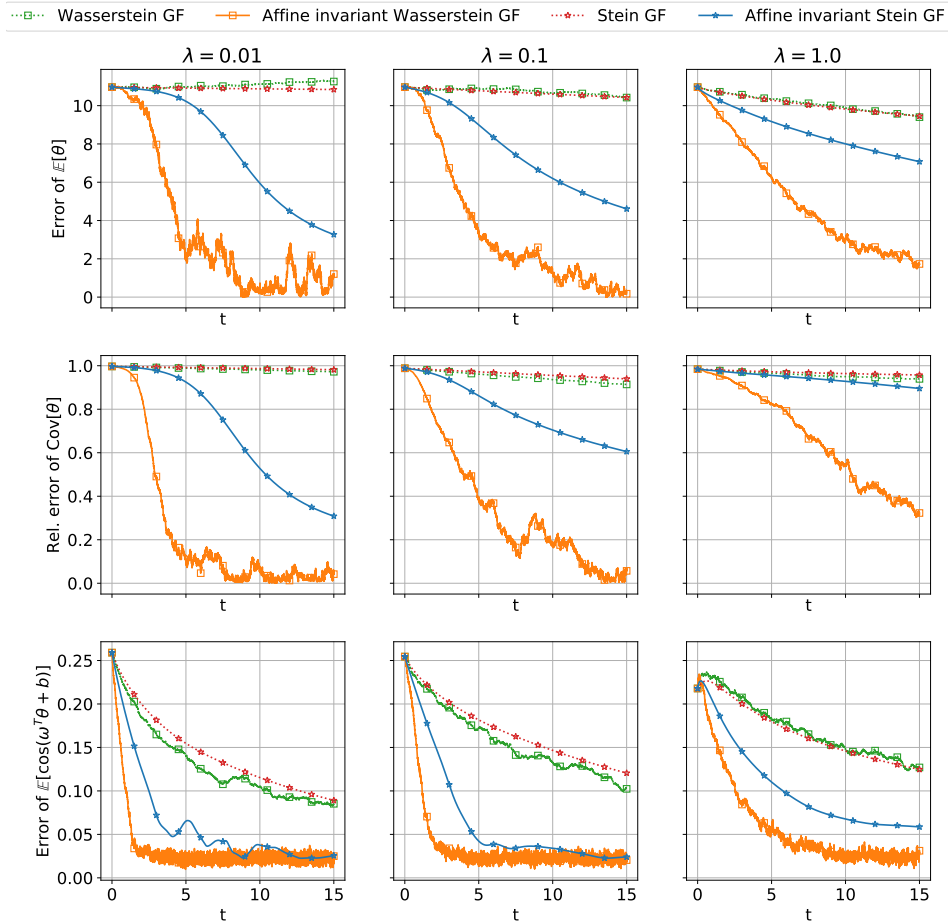 Wasserstein GF Affine invariant Wasserstein GF Stein GF Affine invariant Stein GF
λ = 0.01 λ = 0.1 λ = 1.0
Error of 𝔼[θ]
10
8
6
4
2
0
t t t
Rel. error of Cov[θ]
1.0
0.8
0.6
0.4
0.2
0.0
t t t
Error of 𝔼[cos(ω^T θ + b)]
0.25
0.20
0.15
0.10
0.05
0.00
0 5 10 15 0 5 10 15 0 5 10 15
t t t